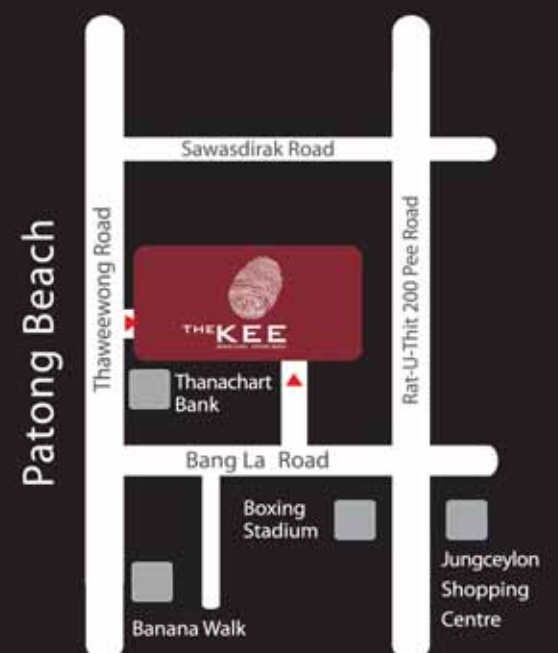 Sawasdirak Road
Patong Beach
Thaweewong Road
Rat-U-Thit 200 Pee Road
THE KEE
Thanachart
Bank
Bang La Road
Boxing
Stadium
Jungceylon
Shopping
Centre
Banana Walk